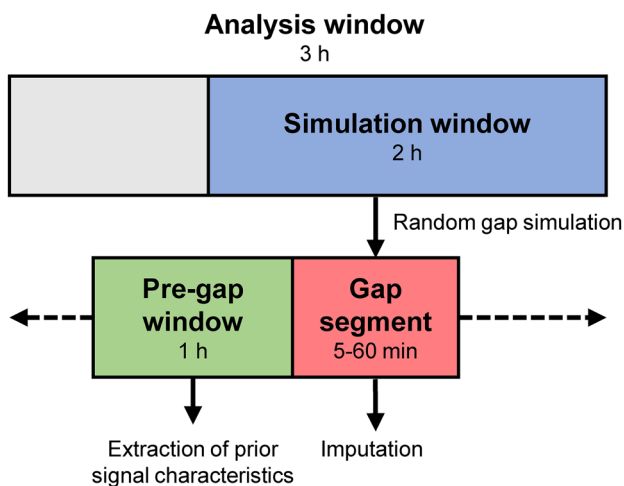 Analysis window
3 h
Simulation window
2 h
Random gap simulation
Pre-gap
window
1 h
Gap
segment
5-60 min
Extraction of prior
signal characteristics
Imputation